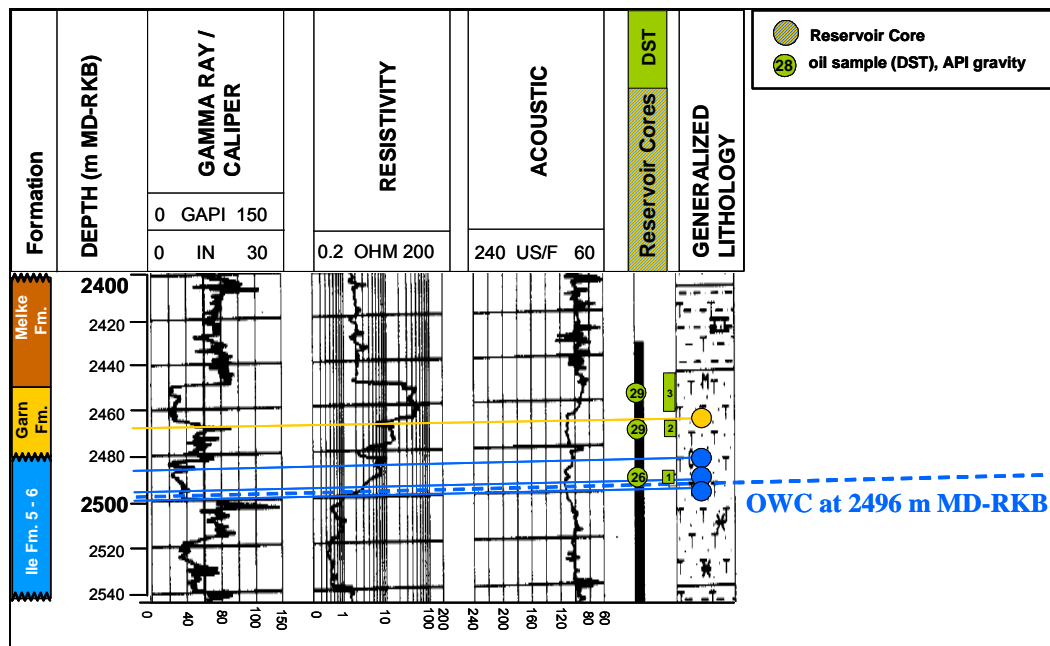 Formation
DEPTH (m MD-RKB)
GAMMA RAY /
CALIPER
0 GAPI 150
0 IN 30
RESISTIVITY
0.2 OHM 200
ACOUSTIC
240 US/F 60
DST
Reservoir Cores
GENERALIZED
LITHOLOGY
Reservoir Core
28 oil sample (DST), API gravity
Melke
Fm.
Garn
Fm.
Ile Fm. 5 - 6
2400
2420
2440
2460
2480
2500
2520
2540
29
29
26
3
2
1
OWC at 2496 m MD-RKB
0 40 80 100 150
0 1 10 100 200
240 200 160 120 80 60